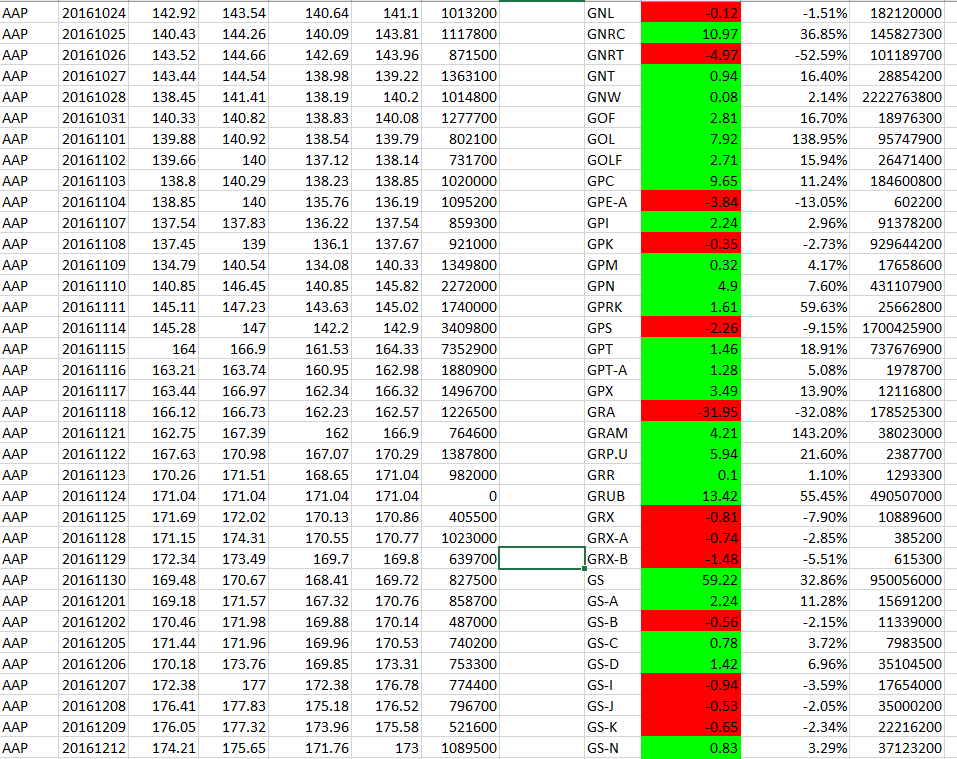 AAP 20161024 142.92 143.54 140.64 141.1 1013200 GNL -0.12 -1.51% 182120000
AAP 20161025 140.43 144.26 140.09 143.81 1117800 GNRC 10.97 36.85% 145827300
AAP 20161026 143.52 144.66 142.69 143.96 871500 GNRT -4.97 -52.59% 101189700
AAP 20161027 143.44 144.54 138.98 139.22 1363100 GNT 0.94 16.40% 28854200
AAP 20161028 138.45 141.41 138.19 140.2 1014800 GNW 0.08 2.14% 2222763800
AAP 20161031 140.33 140.82 138.83 140.08 1277700 GOF 2.81 16.70% 18976300
AAP 20161101 139.88 140.92 138.54 139.79 802100 GOL 7.92 138.95% 95747900
AAP 20161102 139.66 140 137.12 138.14 731700 GOLF 2.71 15.94% 26471400
AAP 20161103 138.8 140.29 138.23 138.85 1020000 GPC 9.65 11.24% 184600800
AAP 20161104 138.85 140 135.76 136.19 1095200 GPE-A -3.84 -13.05% 602200
AAP 20161107 137.54 137.83 136.22 137.54 859300 GPI 2.24 2.96% 91378200
AAP 20161108 137.45 139 136.1 137.67 921000 GPK -0.35 -2.73% 929644200
AAP 20161109 134.79 140.54 134.08 140.33 1349800 GPM 0.32 4.17% 17658600
AAP 20161110 140.85 146.45 140.85 145.82 2272000 GPN 4.9 7.60% 431107900
AAP 20161111 145.11 147.23 143.63 145.02 1740000 GPRK 1.61 59.63% 25662800
AAP 20161114 145.28 147 142.2 142.9 3409800 GPS -2.26 -9.15% 1700425900
AAP 20161115 164 166.9 161.53 164.33 7352900 GPT 1.46 18.91% 737676900
AAP 20161116 163.21 163.74 160.95 162.98 1880900 GPT-A 1.28 5.08% 1978700
AAP 20161117 163.44 166.97 162.34 166.32 1496700 GPX 3.49 13.90% 12116800
AAP 20161118 166.12 166.73 162.23 162.57 1226500 GRA -31.95 -32.08% 178525300
AAP 20161121 162.75 167.39 162 166.9 764600 GRAM 4.21 143.20% 38023000
AAP 20161122 167.63 170.98 167.07 170.29 1387800 GRP.U 5.94 21.60% 2387700
AAP 20161123 170.26 171.51 168.65 171.04 982000 GRR 0.1 1.10% 1293300
AAP 20161124 171.04 171.04 171.04 171.04 0 GRUB 13.42 55.45% 490507000
AAP 20161125 171.69 172.02 170.13 170.86 405500 GRX -0.81 -7.90% 10889600
AAP 20161128 171.15 174.31 170.55 170.77 1023000 GRX-A -0.74 -2.85% 385200
AAP 20161129 172.34 173.49 169.7 169.8 639700 GRX-B -1.48 -5.51% 615300
AAP 20161130 169.48 170.67 168.41 169.72 827500 GS 59.22 32.86% 950056000
AAP 20161201 169.18 171.57 167.32 170.76 858700 GS-A 2.24 11.28% 15691200
AAP 20161202 170.46 171.98 169.88 170.14 487000 GS-B -0.56 -2.15% 11339000
AAP 20161205 171.44 171.96 169.96 170.53 740200 GS-C 0.78 3.72% 7983500
AAP 20161206 170.18 173.76 169.85 173.31 753300 GS-D 1.42 6.96% 35104500
AAP 20161207 172.38 177 172.38 176.78 774400 GS-I -0.94 -3.59% 17654000
AAP 20161208 176.41 177.83 175.18 176.52 796700 GS-J -0.53 -2.05% 35000200
AAP 20161209 176.05 177.32 173.96 175.58 521600 GS-K -0.65 -2.34% 22216200
AAP 20161212 174.21 175.65 171.76 173 1089500 GS-N 0.83 3.29% 37123200